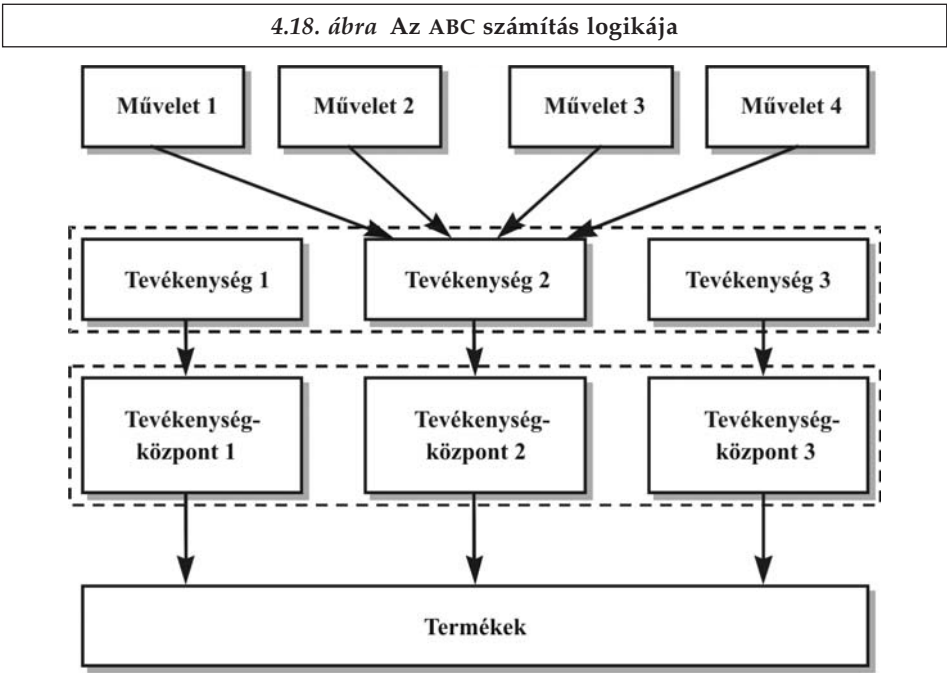 4.18. ábra Az ABC számítás logikája
Művelet 1
Művelet 2
Művelet 3
Művelet 4
Tevékenység 1
Tevékenység 2
Tevékenység 3
Tevékenység-
központ 1
Tevékenység-
központ 2
Tevékenység-
központ 3
Termékek